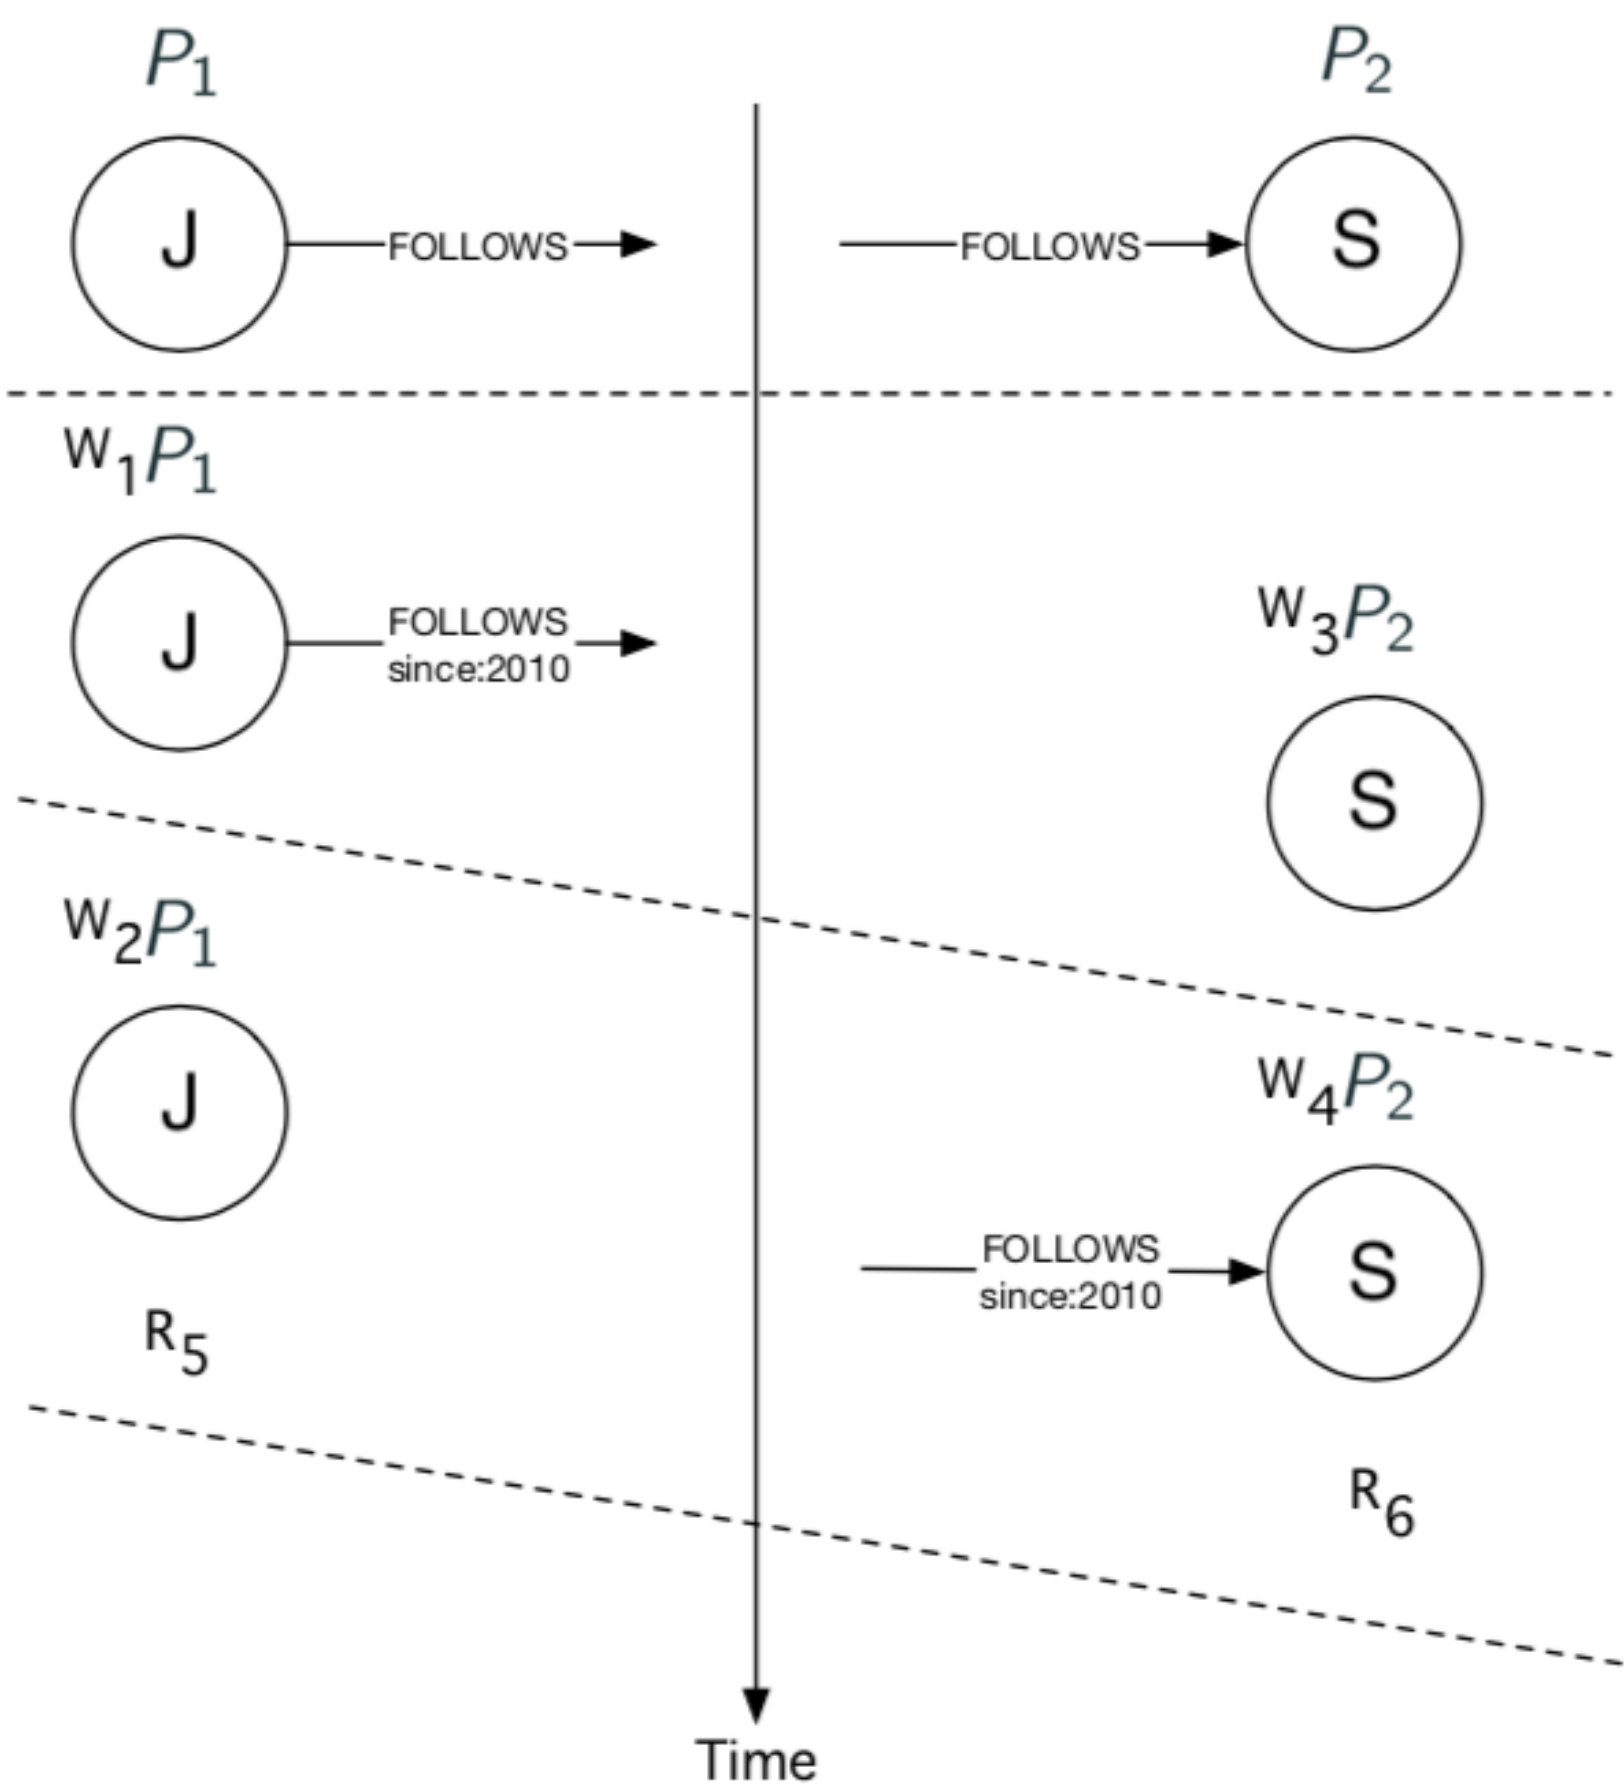 P₁
P₂
J
FOLLOWS
FOLLOWS
S
W₁P₁
J
FOLLOWS
since:2010
W₃P₂
S
W₂P₁
J
W₄P₂
FOLLOWS
since:2010
S
R₅
R₆
Time